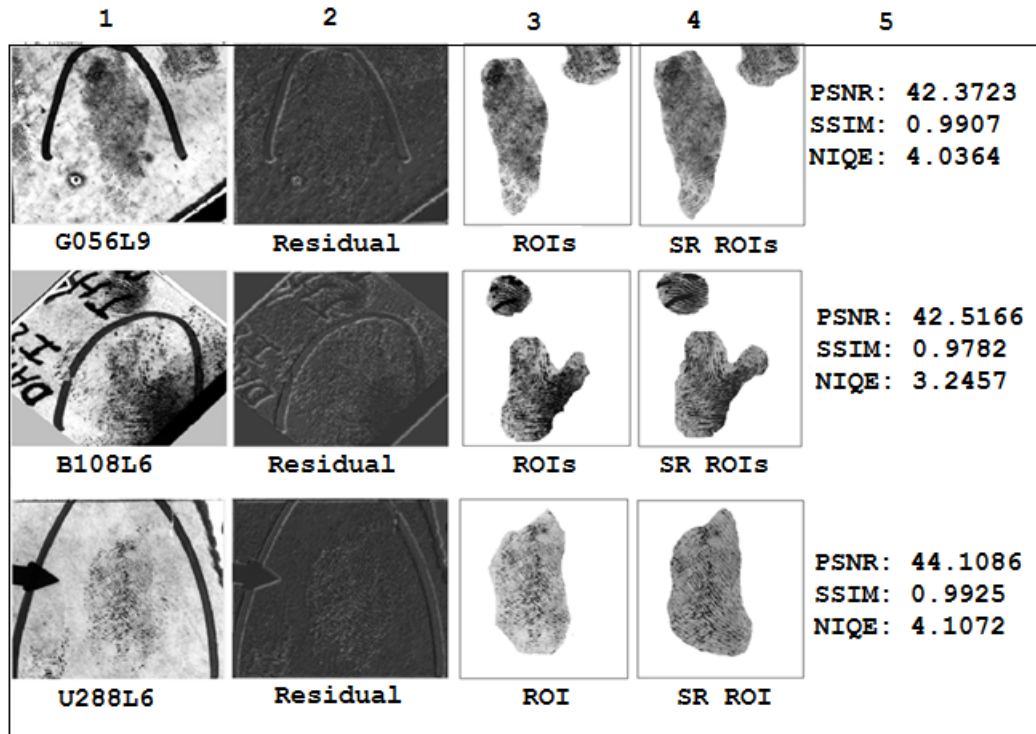 1 2 3 4 5
PSNR: 42.3723
SSIM: 0.9907
NIQE: 4.0364
G056L9 Residual ROIs SR ROIs
PSNR: 42.5166
SSIM: 0.9782
NIQE: 3.2457
B108L6 Residual ROIs SR ROIs
PSNR: 44.1086
SSIM: 0.9925
NIQE: 4.1072
U288L6 Residual ROI SR ROI